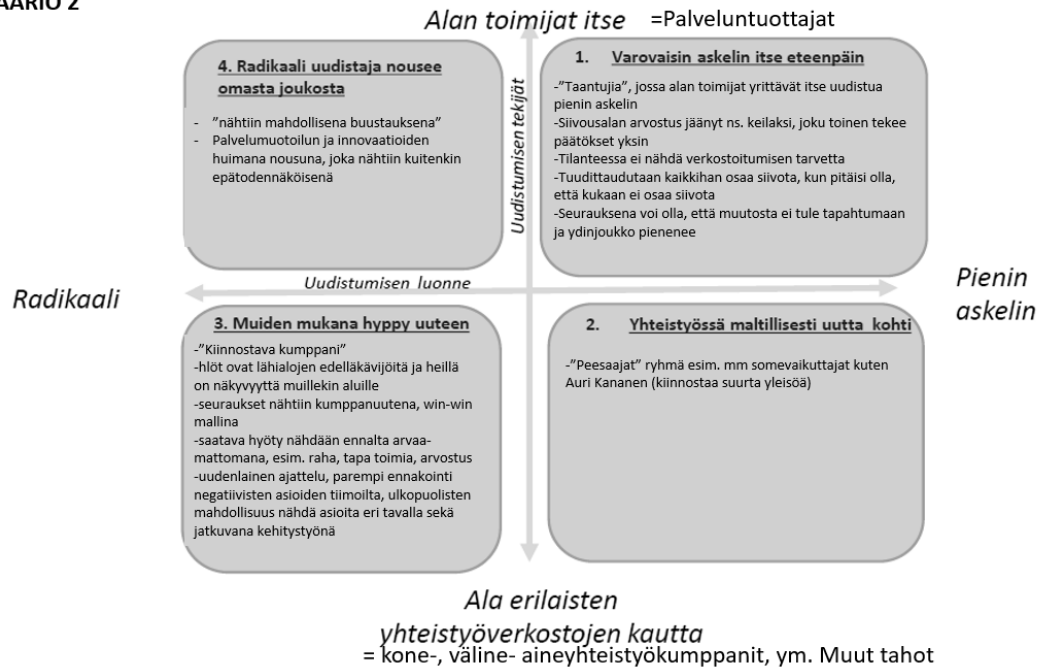 AARIO 2
Alan toimijat itse =Palveluntuottajat
4. Radikaali uudistaja nousee
omasta joukosta
- ”nähtiin mahdollisena buustauksena”
- Palvelumuotoilun ja innovaatioiden
huimana nousuna, joka nähtiin kuitenkin
epätodennäköisenä
Uudistumisen tekijät
1. Varovaisin askelin itse eteenpäin
-”Taantujia”, jossa alan toimijat yrittävät itse uudistua
pienin askelin
-Siivousalan arvostus jäänyt ns. keilaksi, joku toinen tekee
päätökset yksin
-Tilanteessa ei nähdä verkostoitumisen tarvetta
-Tuudittaudutaan kaikkihan osaa siivota, kun pitäisi olla,
että kukaan ei osaa siivota
-Seurauksena voi olla, että muutosta ei tule tapahtumaan
ja ydinjoukko pienenee
Radikaali
Uudistumisen luonne
Pienin
askelin
3. Muiden mukana hyppy uuteen
-”Kiinnostava kumppani”
-hlöt ovat lähialojen edelläkävijöitä ja heillä
on näkyvyyttä muillekin aluille
-seuraukset nähtiin kumppanuutena, win-win
mallina
-saatava hyöty nähdään ennalta arvaa-
mattomana, esim. raha, tapa toimia, arvostus
-uudenlainen ajattelu, parempi ennakointi
negatiivisten asioiden tiimoilta, ulkopuolisten
mahdollisuus nähdä asioita eri tavalla sekä
jatkuvana kehitystyönä
2. Yhteistyössä maltillisesti uutta kohti
-”Peesaajat” ryhmä esim. mm somevaikuttajat kuten
Auri Kananen (kiinnostaa suurta yleisöä)
Ala erilaisten
yhteistyöverkostojen kautta
= kone-, väline- aineyhteistyökumppanit, ym. Muut tahot